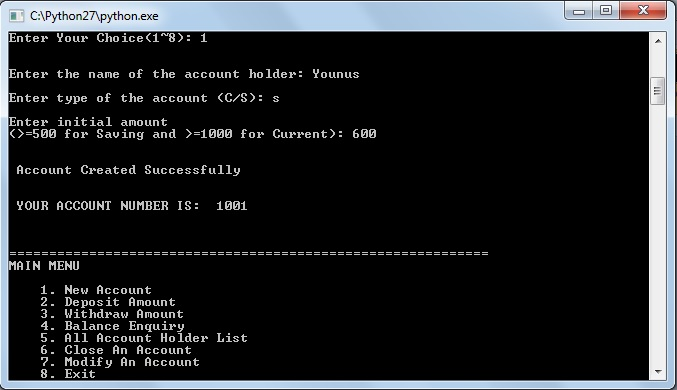 C:\Python27\python.exe
Enter Your Choice(1~8): 1
Enter the name of the account holder: Younus
Enter type of the account (C/S): s
Enter initial amount
(>=500 for Saving and >=1000 for Current): 600
Account Created Successfully
YOUR ACCOUNT NUMBER IS:  1001
============================================================
MAIN MENU
1. New Account
2. Deposit Amount
3. Withdraw Amount
4. Balance Enquiry
5. All Account Holder List
6. Close An Account
7. Modify An Account
8. Exit